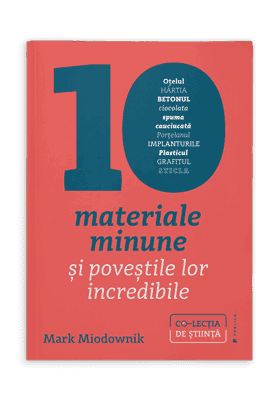 10
Oțelul
HÂRTIA
BETONUL
ciocolata
spuma
cauciucată
Porțelanul
IMPLANTURILE
Plasticul
GRAFITUL
STICLA
materiale
minune
și poveștile lor
incredibile
CO-LECȚIA
DE ȘTIINȚĂ
PUBLICA
Mark Miodownik